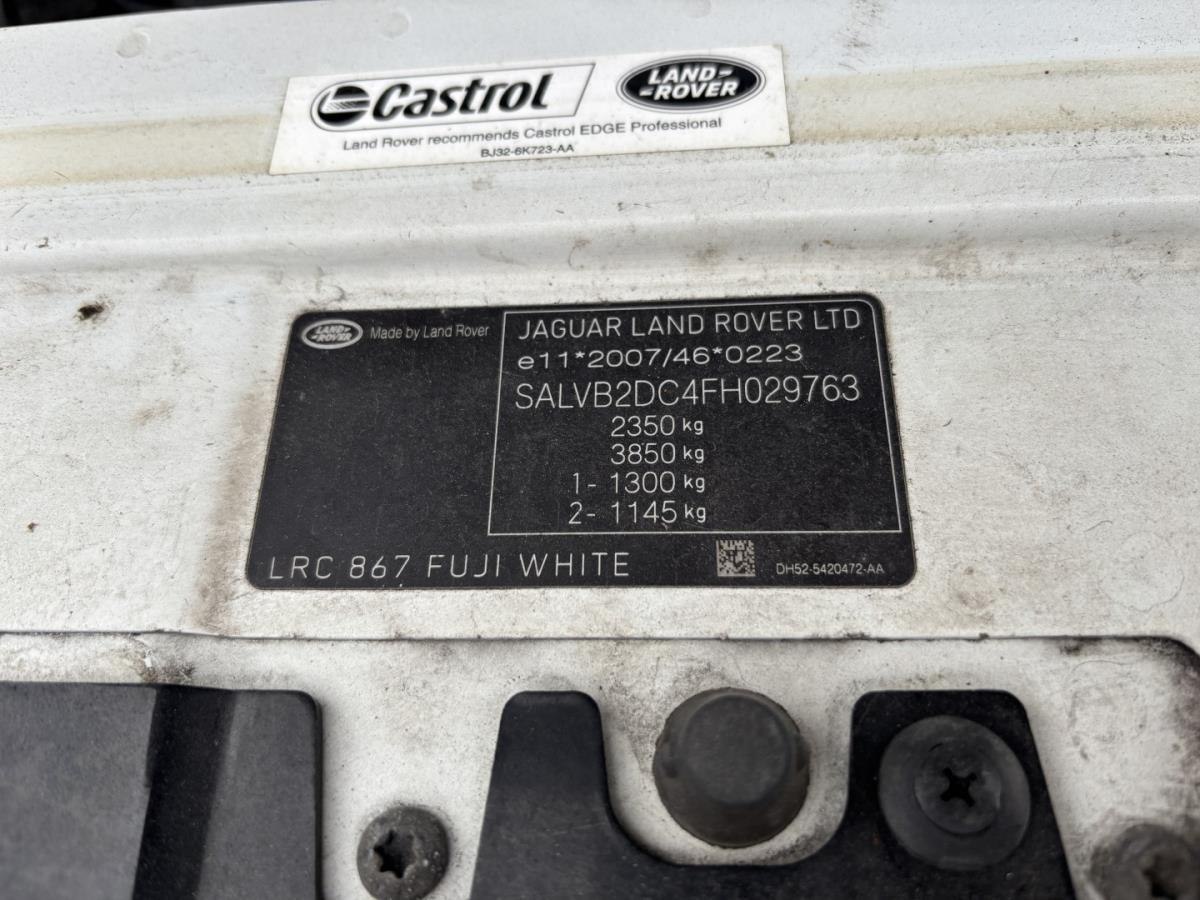 Castrol
LAND-
-ROVER
Land Rover recommends Castrol EDGE Professional
BJ32-6K723-AA
LAND-
-ROVER
Made by Land Rover
JAGUAR LAND ROVER LTD
e11*2007/46*0223
SALVB2DC4FH029763
2350 kg
3850 kg
1- 1300 kg
2- 1145 kg
LRC 867 FUJI WHITE
DH52-5420472-AA